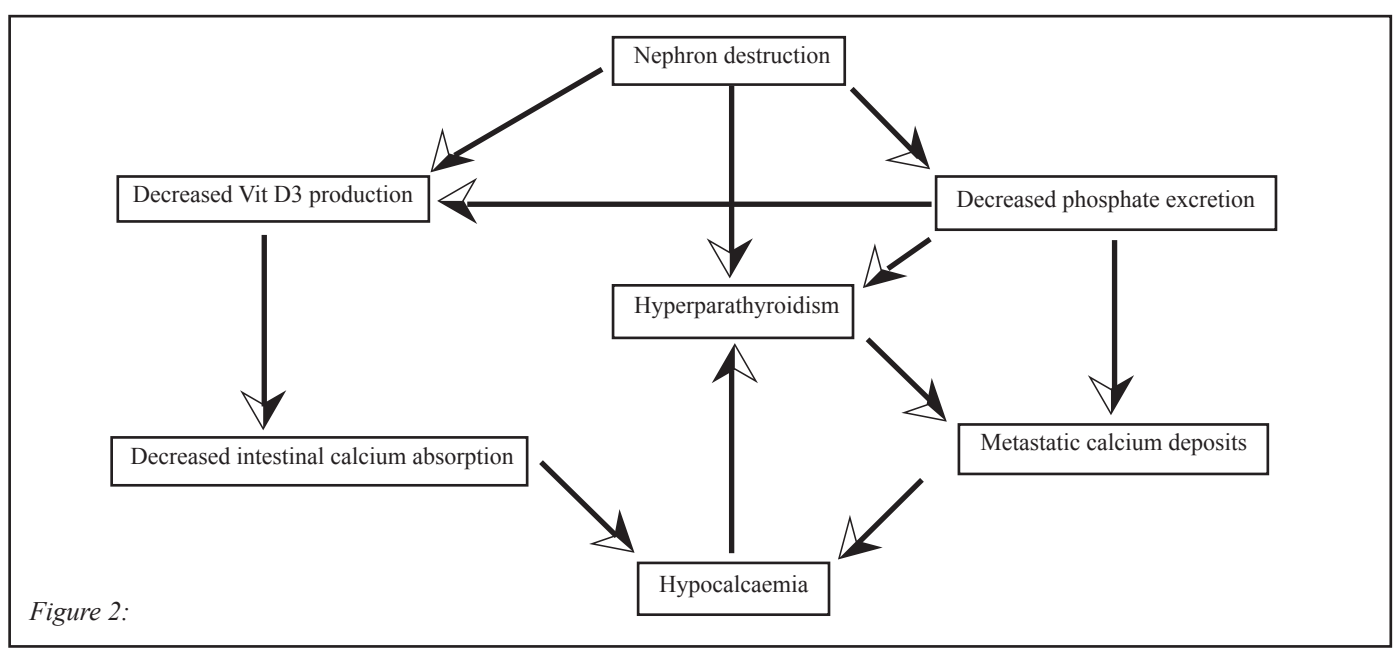 Nephron destruction
Decreased Vit D3 production
Decreased phosphate excretion
Hyperparathyroidism
Decreased intestinal calcium absorption
Metastatic calcium deposits
Hypocalcaemia
Figure 2: